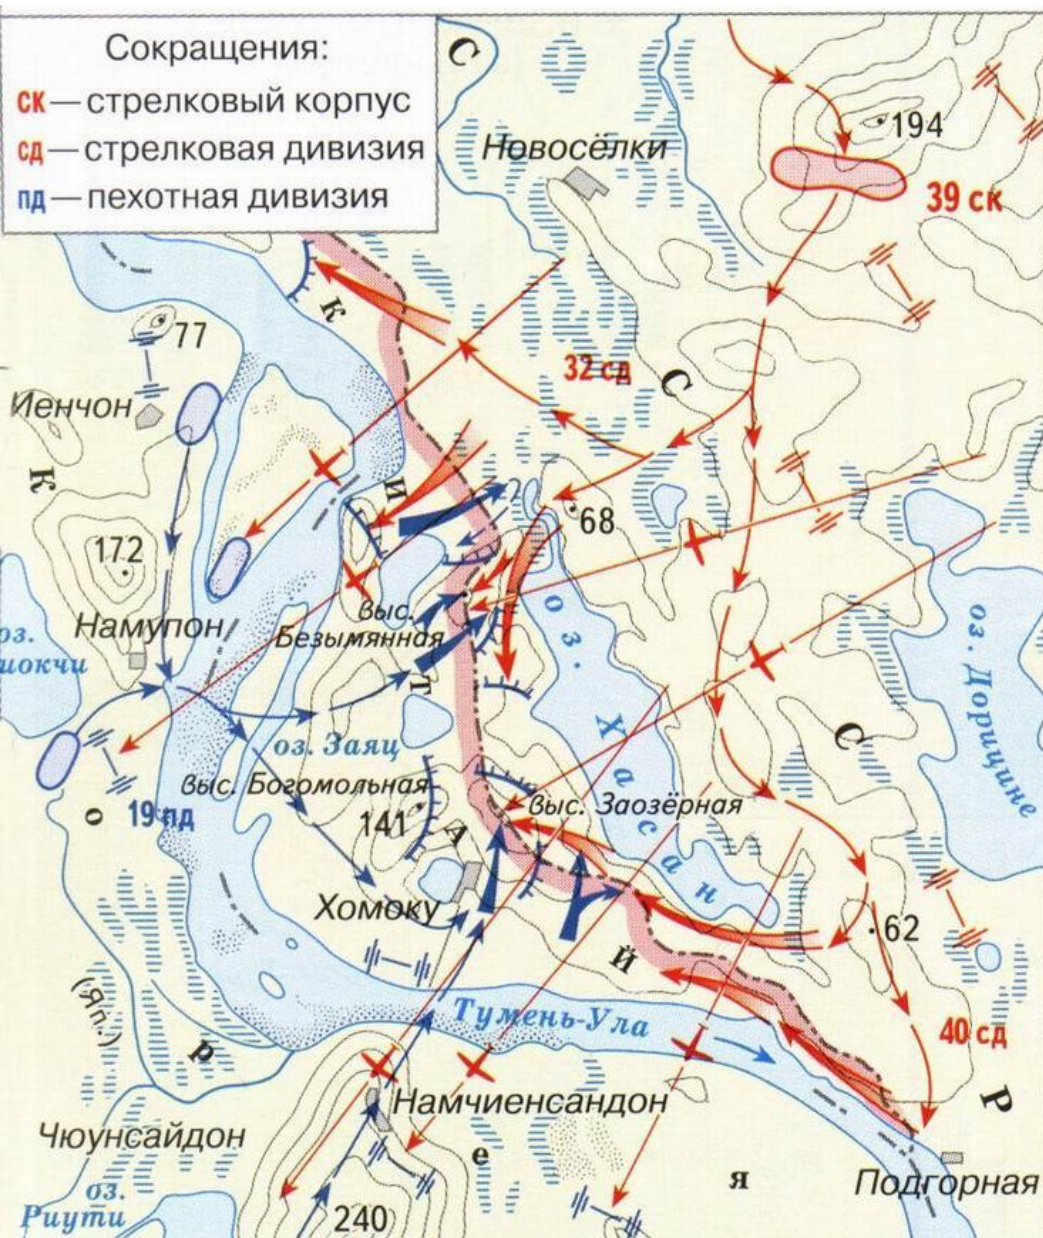 Сокращения:
ск — стрелковый корпус
сд — стрелковая дивизия
пд — пехотная дивизия
С
Новосёлки
194
39 ск
К
77
32 сд
С
Иенчон
К
И
68
172
выс.
Безымянная
Намупон
оз.
Т
оз. Хасан
оз. Дорицине
оз. Заяц
С
выс. Богомольная
выс. Заозёрная
о
19 пд
141
А
Хомоку
62
Й
(Яп.)
Тумень-Ула
40 сд
р
Намчиенсандон
Р
Чюунсайдон
е
я
Подгорная
оз.
Риути
240